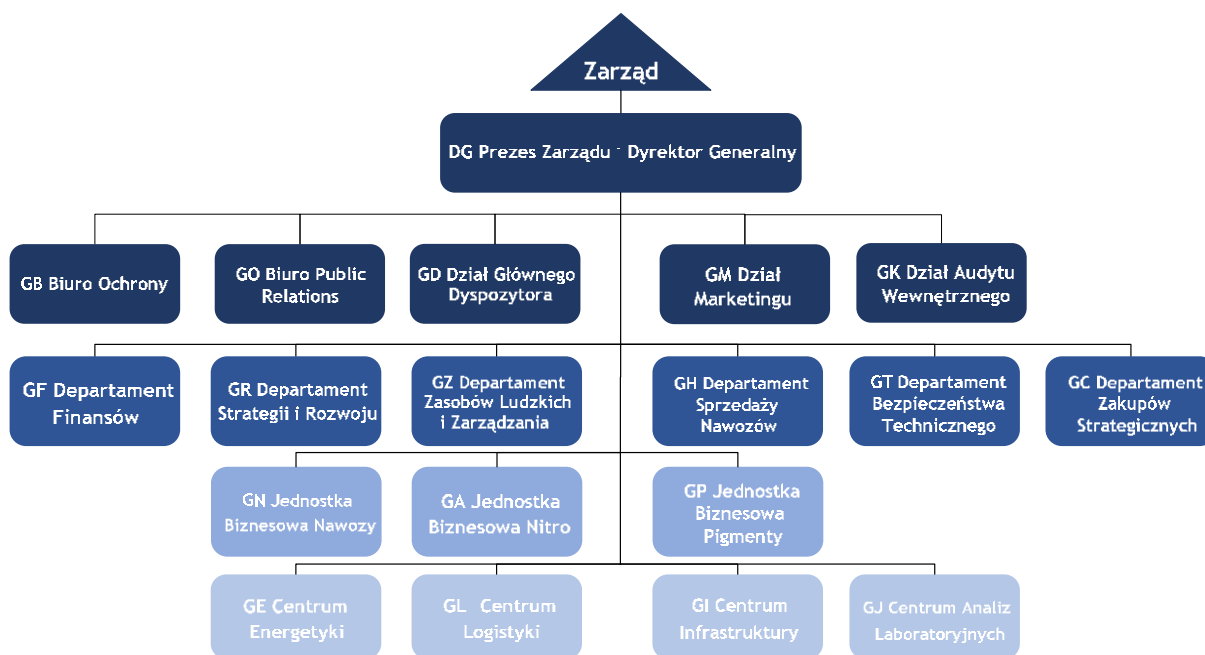 Zarząd
DG Prezes Zarządu - Dyrektor Generalny
GB Biuro Ochrony
GO Biuro Public
Relations
GD Dział Głównego
Dyspozytora
GM Dział
Marketingu
GK Dział Audytu
Wewnętrznego
GF Departament
Finansów
GR Departament
Strategii i Rozwoju
GZ Departament
Zasobów Ludzkich
i Zarządzania
GH Departament
Sprzedaży
Nawozów
GT Departament
Bezpieczeństwa
Technicznego
GC Departament
Zakupów
Strategicznych
GN Jednostka
Biznesowa Nawozy
GA Jednostka
Biznesowa Nitro
GP Jednostka
Biznesowa
Pigmenty
GE Centrum
Energetyki
GL Centrum
Logistyki
GI Centrum
Infrastruktury
GJ Centrum Analiz
Laboratoryjnych